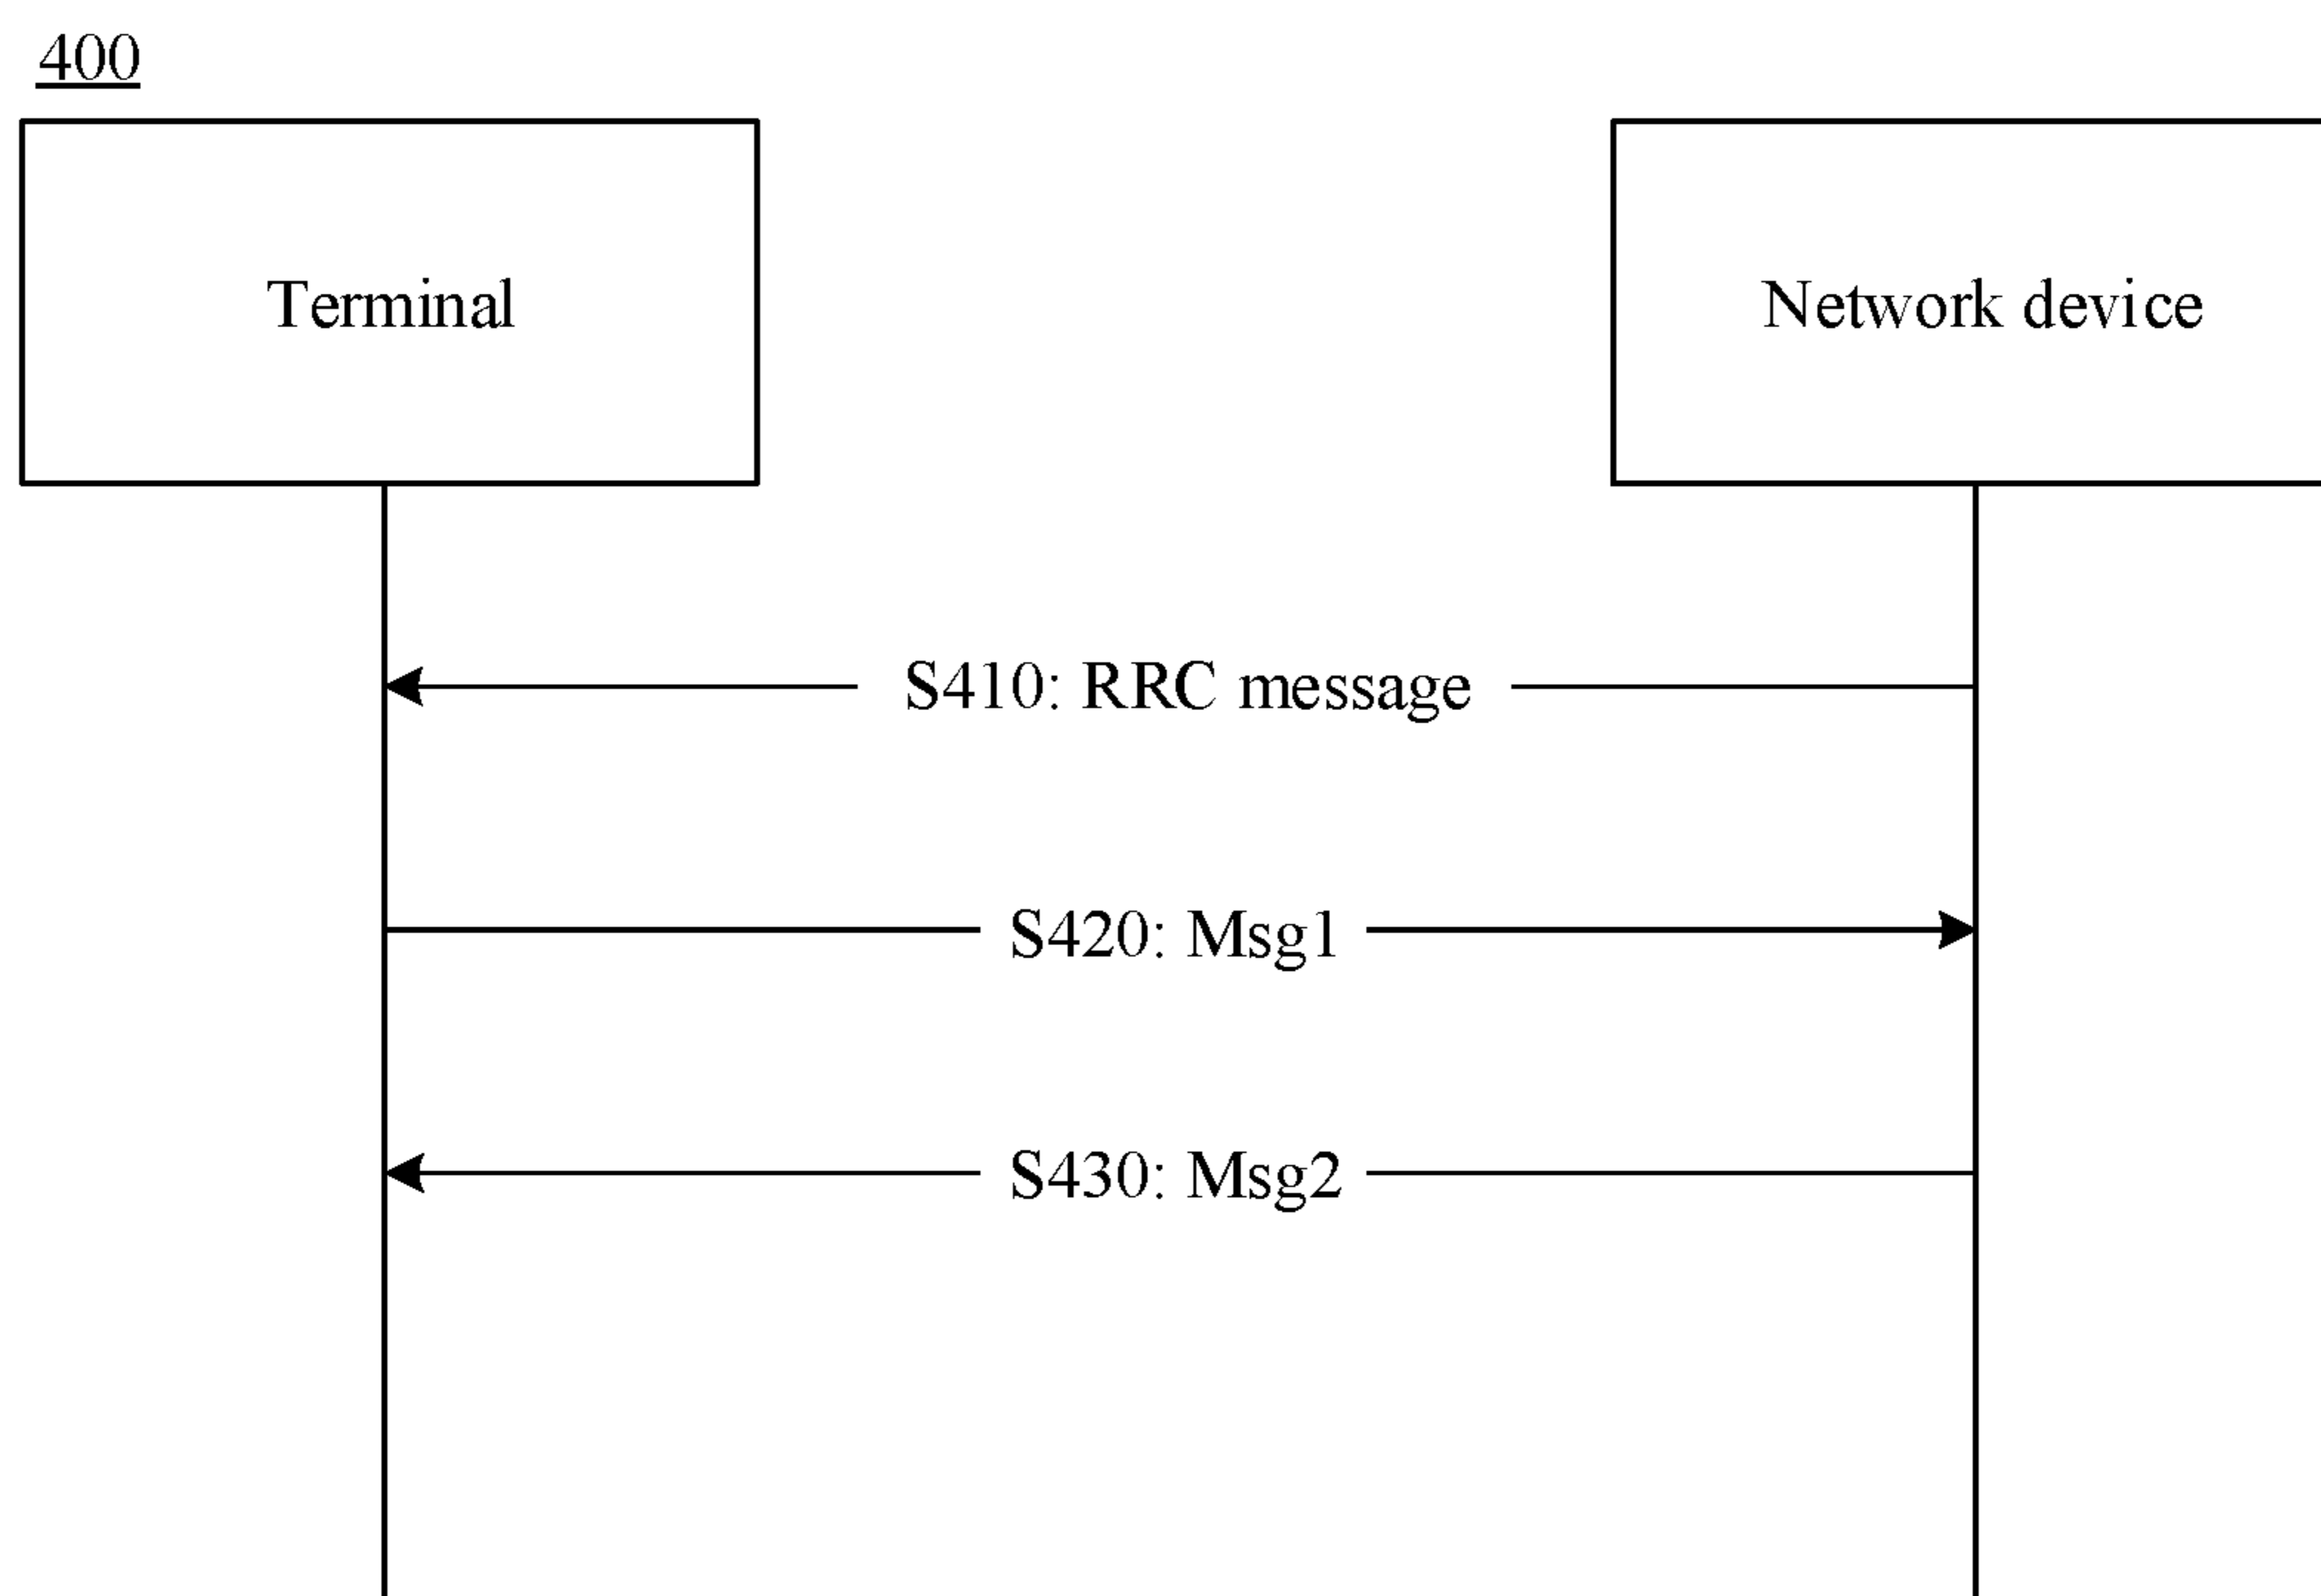 400
Terminal
Network device
S410: RRC message
S420: Msg1
S430: Msg2